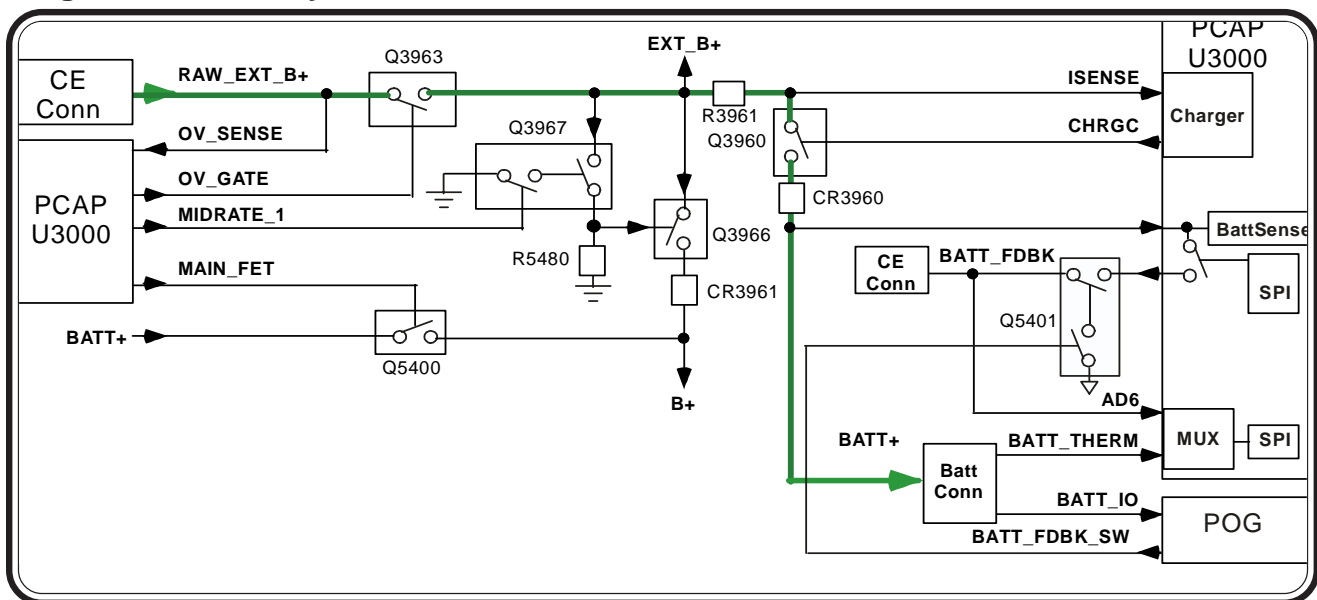 EXT_B+
PCAP
U3000
CE
Conn
RAW_EXT_B+
Q3963
ISENSE
R3961
Charger
Q3967
Q3960
CHRGC
OV_SENSE
OV_GATE
PCAP
U3000
MIDRATE_1
CR3960
Q3966
R5480
BattSense
MAIN_FET
CE
Conn
BATT_FDBK
SPI
CR3961
Q5401
BATT+
Q5400
B+
AD6
BATT+
BATT_THERM
MUX
SPI
Batt
Conn
BATT_IO
POG
BATT_FDBK_SW